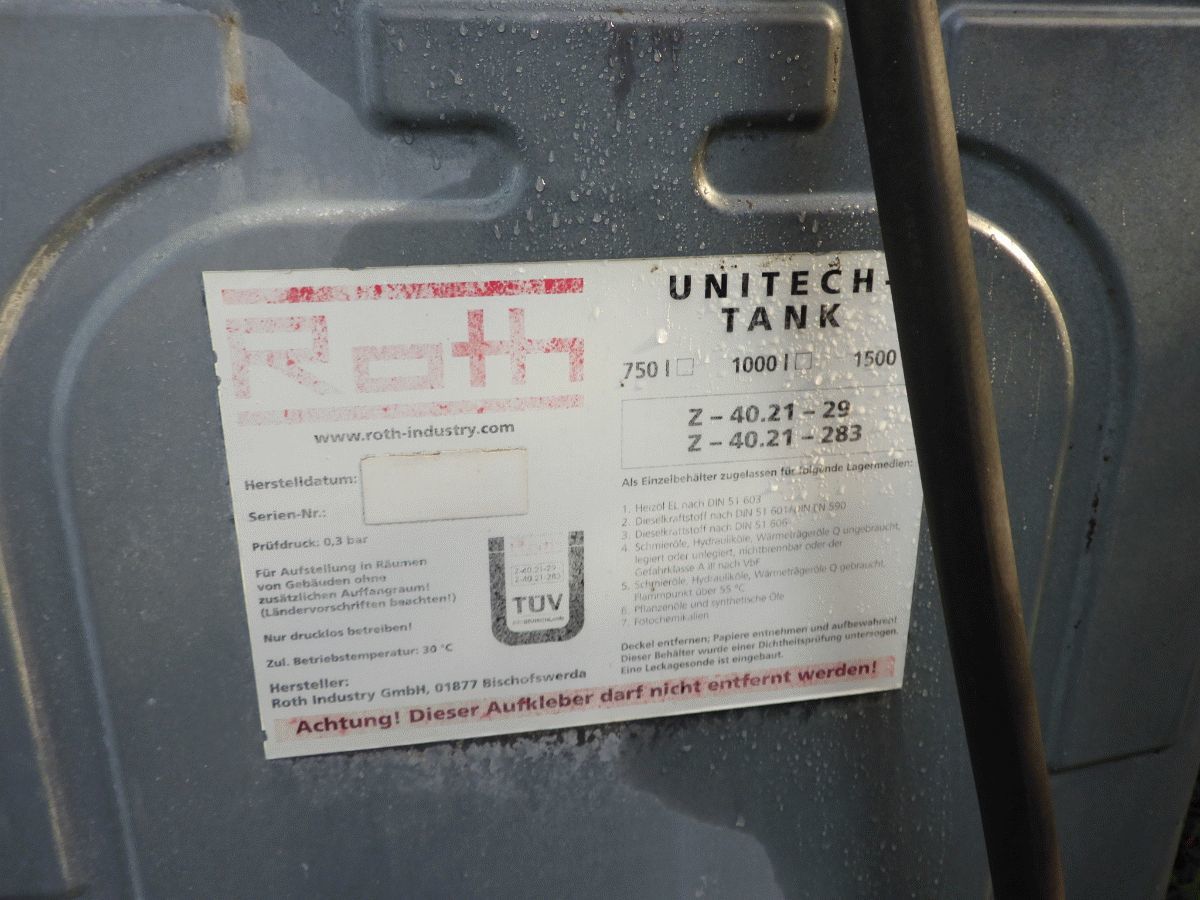 Roth
www.roth-industry.com
Herstelldatum:
Serien-Nr.:
Prüfdruck: 0,3 bar
Für Aufstellung in Räumen
von Gebäuden ohne
zusätzlichen Auffangraum!
(Ländervorschriften beachten!)
Nur drucklos betreiben!
Zul. Betriebstemperatur: 30 °C
Hersteller:
Roth Industry GmbH, 01877 Bischofswerda
Z-40.21-29
Z-40.21-283
TÜV
UNITECH-
TANK
750 l 1000 l 1500
Z – 40.21 – 29
Z – 40.21 – 283
Als Einzelbehälter zugelassen für folgende Lagermedien:
1. Heizöl EL nach DIN 51 603
2. Dieselkraftstoff nach DIN 51 601/DIN EN 590
3. Dieselkraftstoff nach DIN 51 606
4. Schmieröle, Hydrauliköle, Wärmeträgeröle Q ungebraucht,
legiert oder unlegiert, nichtbrennbar oder der
Gefahrklasse A III nach VbF
5. Schmieröle, Hydrauliköle, Wärmeträgeröle Q gebraucht,
Flammpunkt über 55 °C
6. Pflanzenöle und synthetische Öle
7. Fotochemikalien
Deckel entfernen; Papiere entnehmen und aufbewahren!
Dieser Behälter wurde einer Dichtheitsprüfung unterzogen.
Eine Leckagesonde ist eingebaut.
Achtung! Dieser Aufkleber darf nicht entfernt werden!